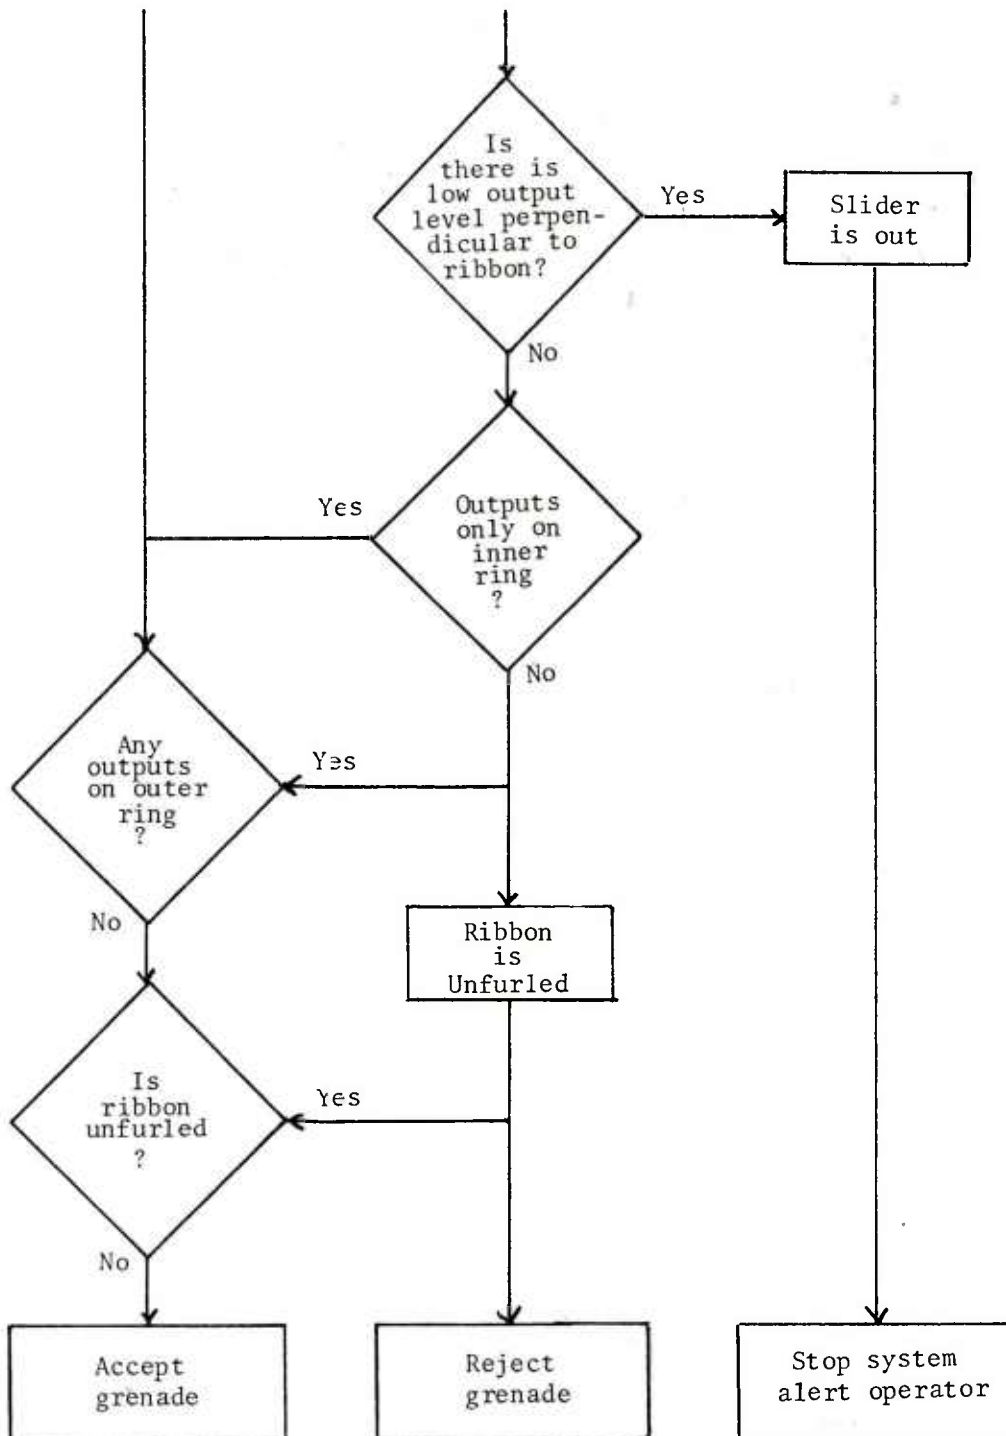 Is
there is
low output
level perpen-
dicular to
ribbon?
Yes
Slider
is out
No
Yes
Outputs
only on
inner
ring
?
No
Any
outputs
on outer
ring
?
Yes
No
Ribbon
is
Unfurled
Is
ribbon
unfurled
?
Yes
No
Accept
grenade
Reject
grenade
Stop system
alert operator